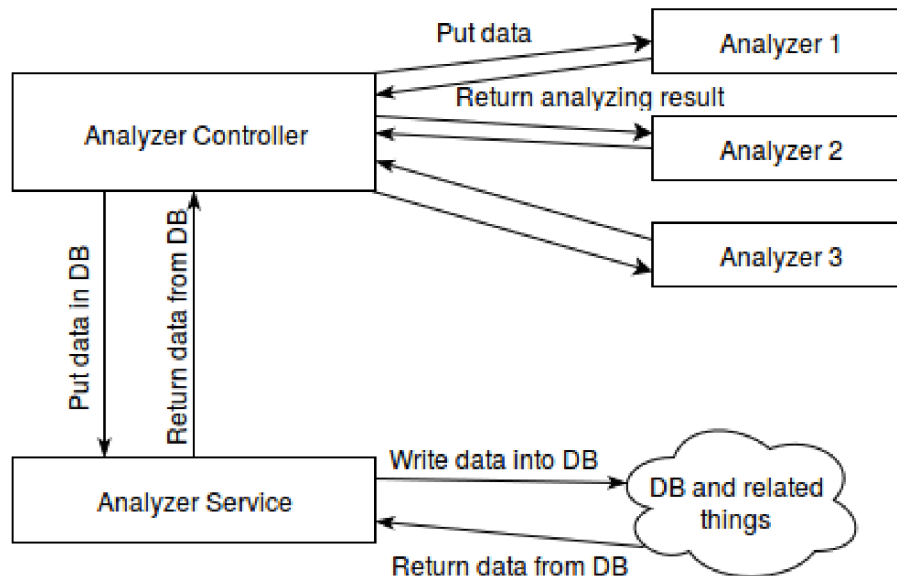 Put data
Analyzer 1
Return analyzing result
Analyzer Controller
Analyzer 2
Analyzer 3
Put data in DB
Return data from DB
Write data into DB
Analyzer Service
DB and related
things
Return data from DB